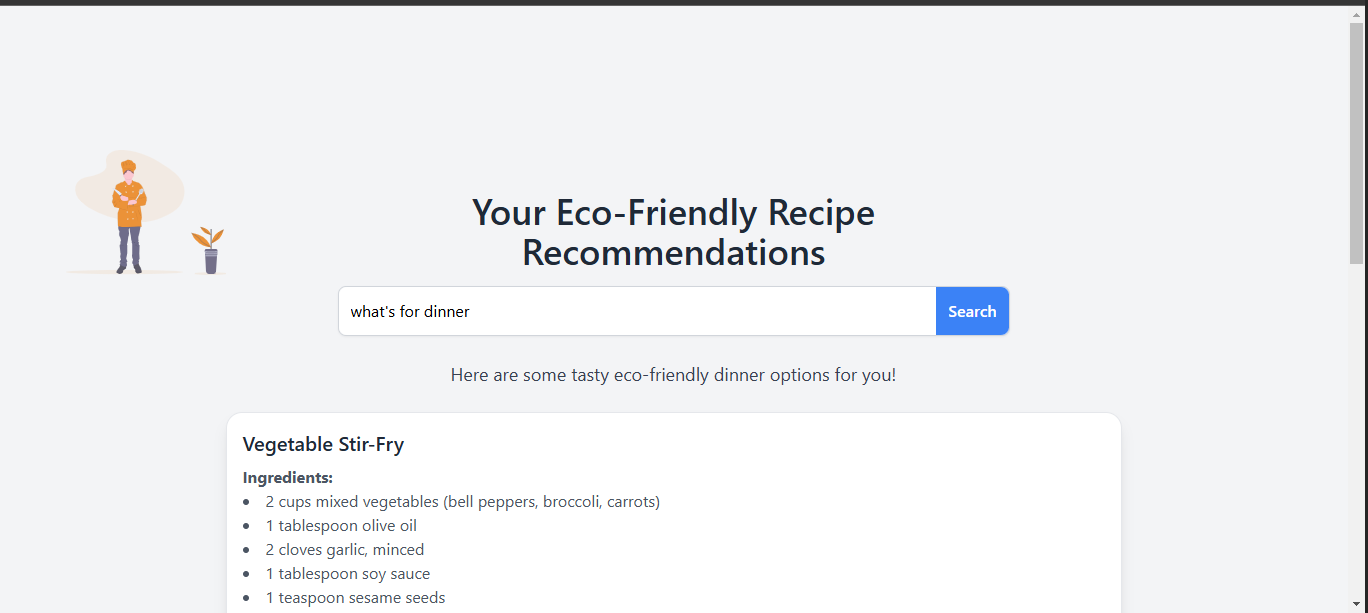 Your Eco-Friendly Recipe
Recommendations
what's for dinner
Search
Here are some tasty eco-friendly dinner options for you!
Vegetable Stir-Fry
Ingredients:
2 cups mixed vegetables (bell peppers, broccoli, carrots)
1 tablespoon olive oil
2 cloves garlic, minced
1 tablespoon soy sauce
1 teaspoon sesame seeds